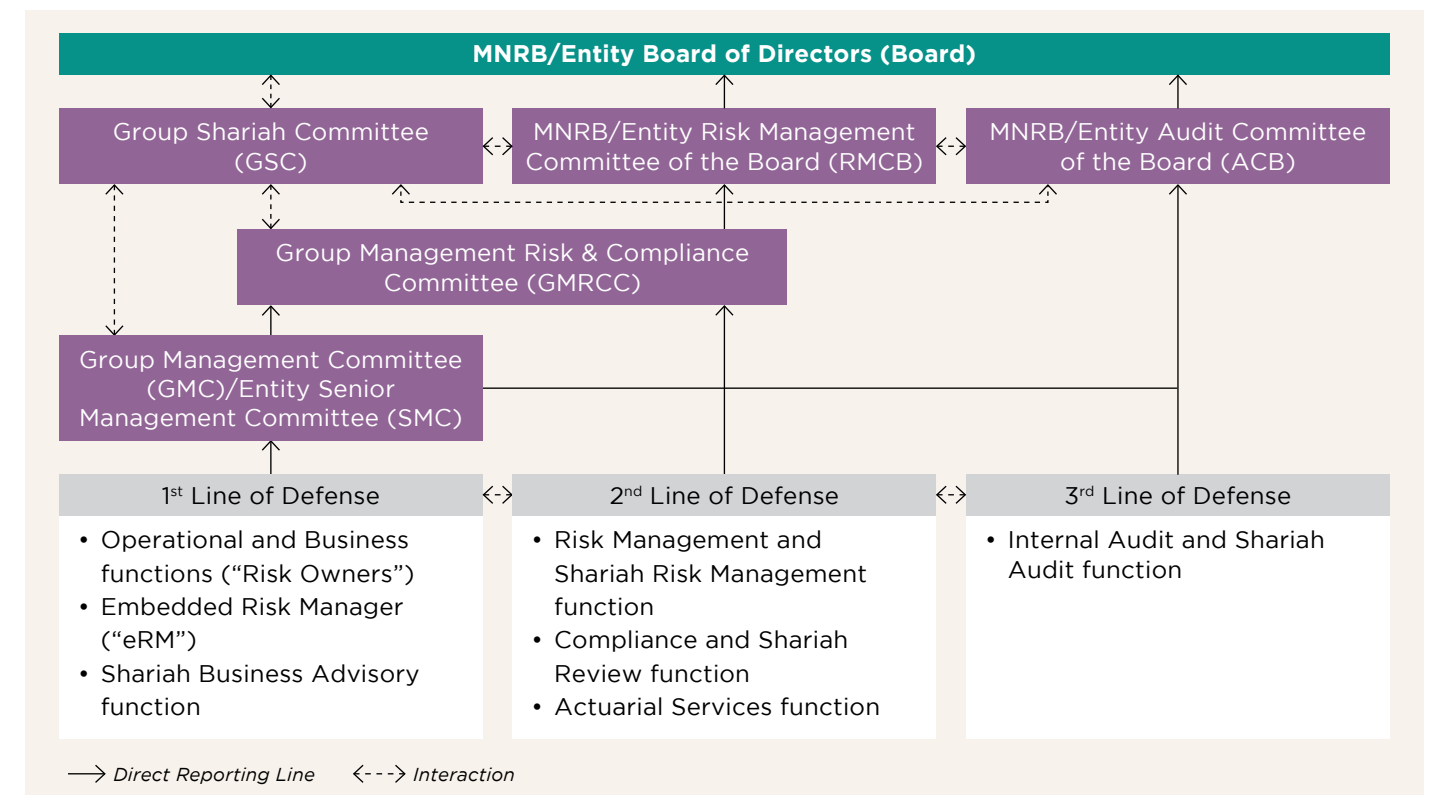 MNRB/Entity Board of Directors (Board)
Group Shariah Committee
(GSC)
MNRB/Entity Risk Management
Committee of the Board (RMCB)
MNRB/Entity Audit Committee
of the Board (ACB)
Group Management Risk & Compliance
Committee (GMRCC)
Group Management Committee
(GMC)/Entity Senior
Management Committee (SMC)
1st Line of Defense
• Operational and Business
functions (“Risk Owners”)
• Embedded Risk Manager
(“eRM”)
• Shariah Business Advisory
function
2nd Line of Defense
• Risk Management and
Shariah Risk Management
function
• Compliance and Shariah
Review function
• Actuarial Services function
3rd Line of Defense
• Internal Audit and Shariah
Audit function
Direct Reporting Line
Interaction